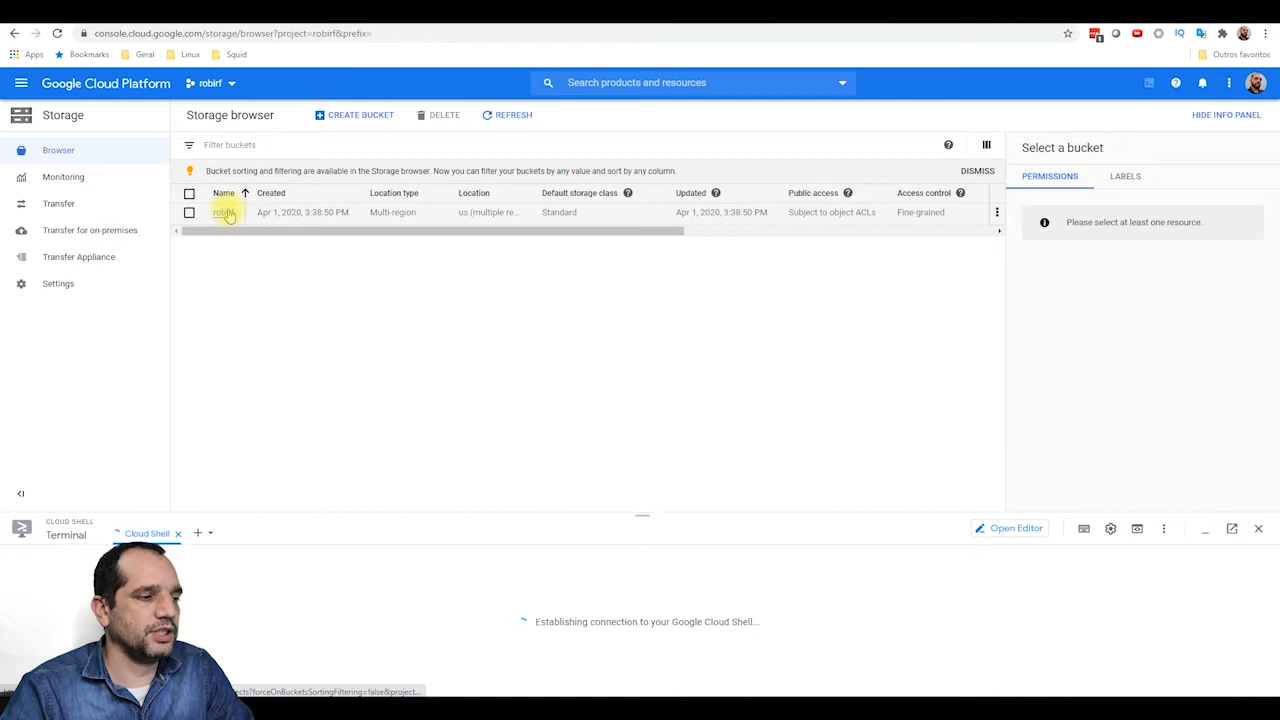 console.cloud.google.com/storage/browser?project=robirf&prefix=
1
IQ
Apps
Bookmarks
Geral
Linux
Squid
Outros favoritos
Google Cloud Platform
robirf
Search products and resources
Storage
Storage browser
CREATE BUCKET
DELETE
REFRESH
HIDE INFO PANEL
Browser
Monitoring
Transfer
Transfer for on-premises
Transfer Appliance
Settings
Filter buckets
Bucket sorting and filtering are available in the Storage browser. Now you can filter your buckets by any value and sort by any column.
DISMISS
Name Created Location type Location Default storage class Updated Public access Access control
robirf Apr 1, 2020, 3:38:50 PM Multi-region us (multiple re... Standard Apr 1, 2020, 3:38:50 PM Subject to object ACLs Fine-grained
Select a bucket
PERMISSIONS
LABELS
Please select at least one resource.
CLOUD SHELL
Terminal
Cloud Shell
Open Editor
Establishing connection to your Google Cloud Shell...
ects?forceOnBucketsSortingFiltering=false&project...